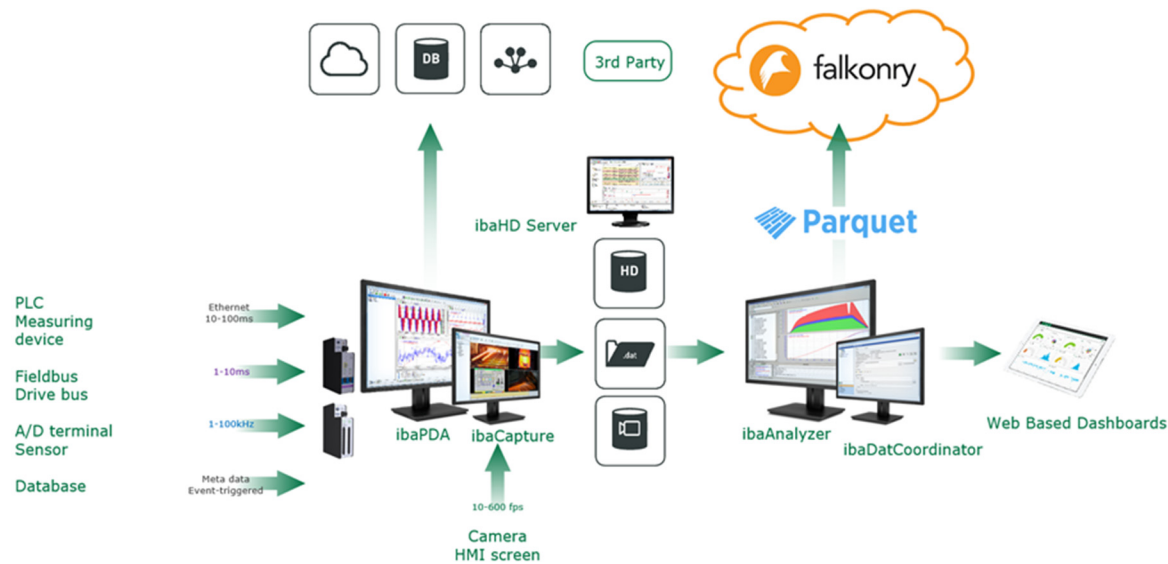 DB
3rd Party
falkonry
ibaHD Server
Parquet
HD
PLC
Measuring
device
Ethernet
10-100ms
Fieldbus
Drive bus
1-10ms
.dat
A/D terminal
Sensor
1-100kHz
ibaPDA
ibaCapture
ibaAnalyzer
ibaDatCoordinator
Web Based Dashboards
Database
Meta data
Event-triggered
10-600 fps
Camera
HMI screen